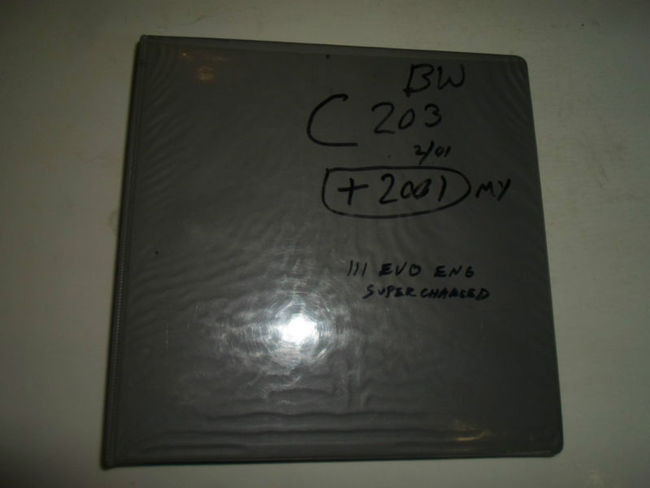 BW
C 203
2/01
+ 2001 MY
111 EVO ENG
SUPERCHARGED